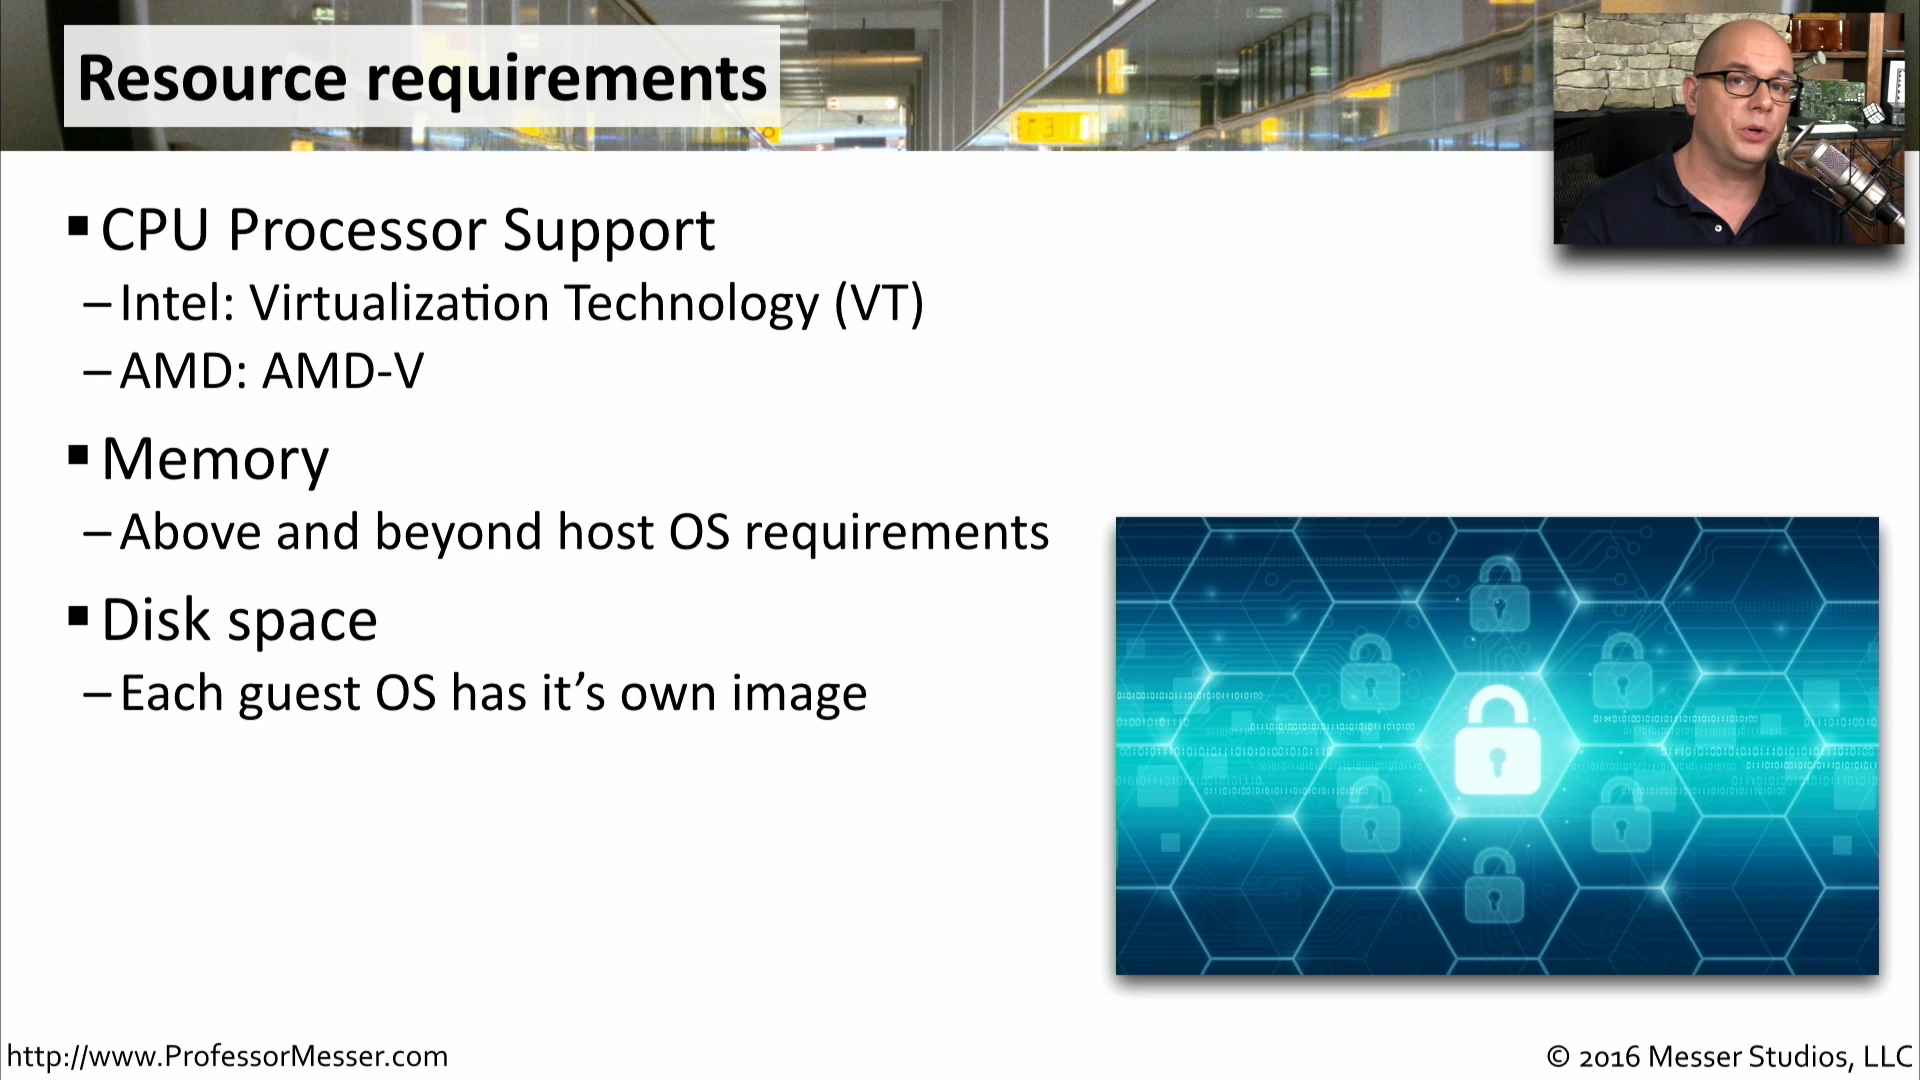 Resource requirements
▪ CPU Processor Support
– Intel: Virtualization Technology (VT)
– AMD: AMD-V
▪ Memory
– Above and beyond host OS requirements
▪ Disk space
– Each guest OS has it’s own image
http://www.ProfessorMesser.com
© 2016 Messer Studios, LLC